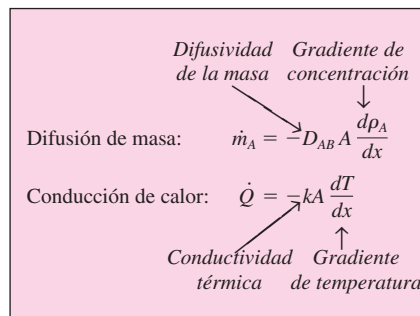 Difusividad Gradiente de
de la masa concentración
Difusión de masa: ṁ_A = −D_AB A dρ_A/dx
Conducción de calor: Q̇ = −kA dT/dx
Conductividad Gradiente
térmica de temperatura